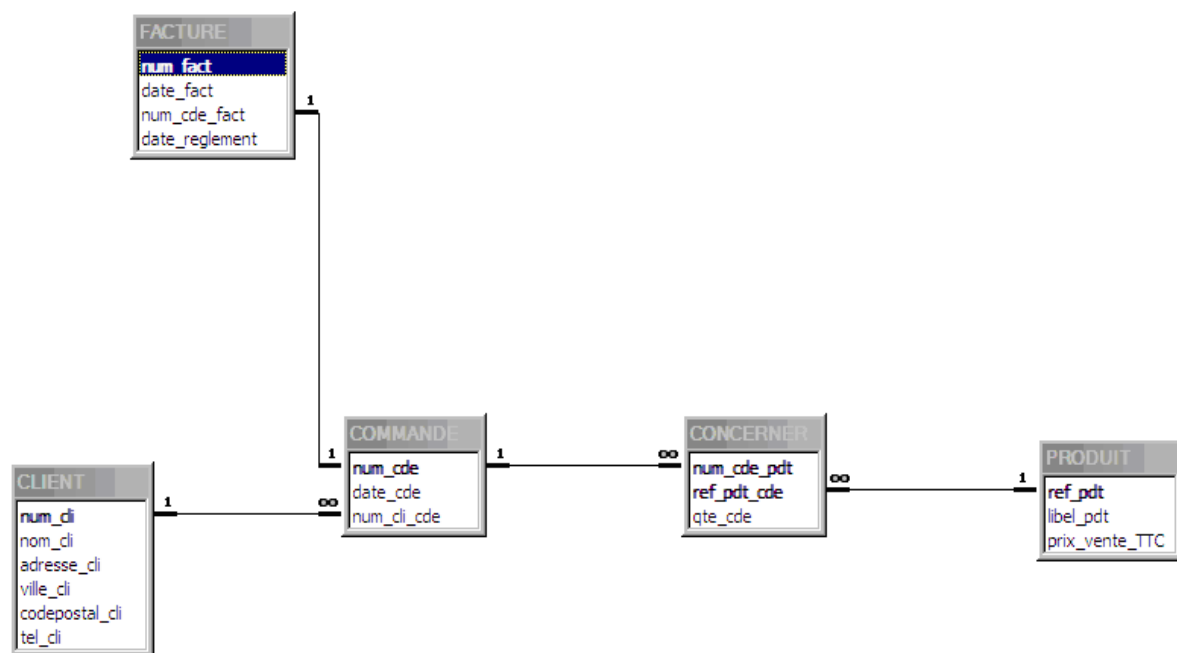 FACTURE
num_fact
date_fact
num_cde_fact
date_reglement
1
1
COMMANDE
num_cde
date_cde
num_cli_cde
1
∞
CONCERNER
num_cde_pdt
ref_pdt_cde
qte_cde
∞
1
PRODUIT
ref_pdt
libel_pdt
prix_vente_TTC
CLIENT
num_cli
nom_cli
adresse_cli
ville_cli
codepostal_cli
tel_cli
1
∞